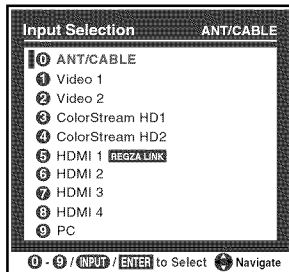 Input Selection ANT/CABLE
0 ANT/CABLE
1 Video 1
2 Video 2
3 ColorStream HD1
4 ColorStream HD2
5 HDMI 1 REGZA LINK
6 HDMI 2
7 HDMI 3
8 HDMI 4
9 PC
0 - 9 / INPUT / ENTER to Select Navigate